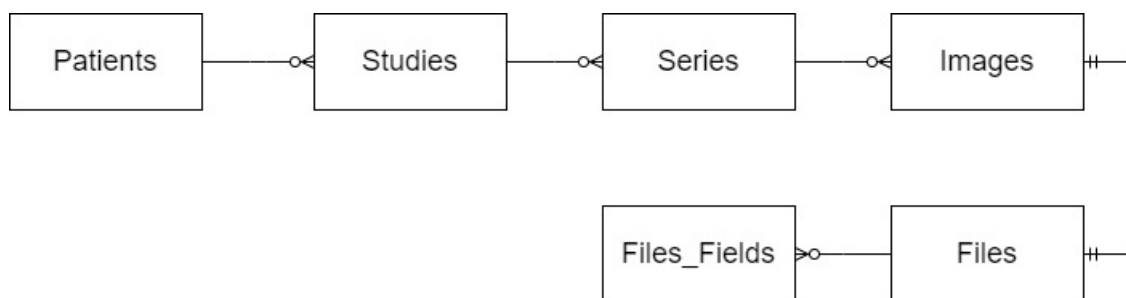 Patients
Studies
Series
Images
Files_Fields
Files